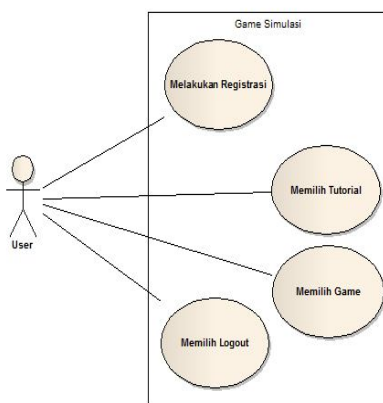 Game Simulasi
Melakukan Registrasi
Memilih Tutorial
User
Memilih Game
Memilih Logout